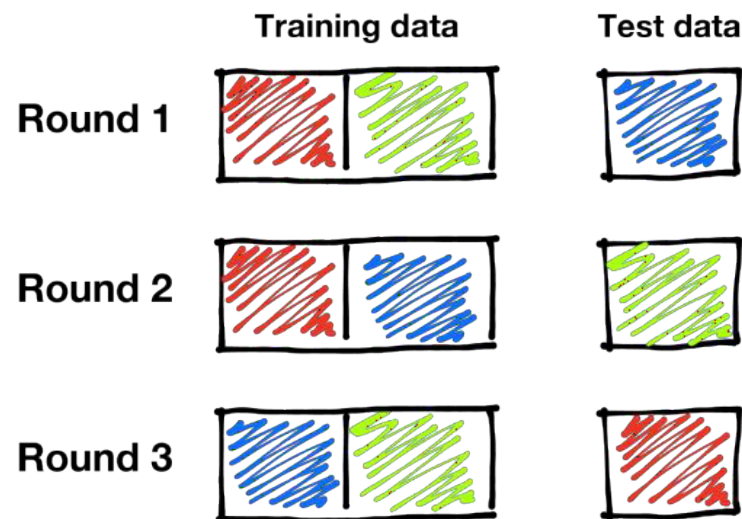 Training data
Test data
Round 1
Round 2
Round 3